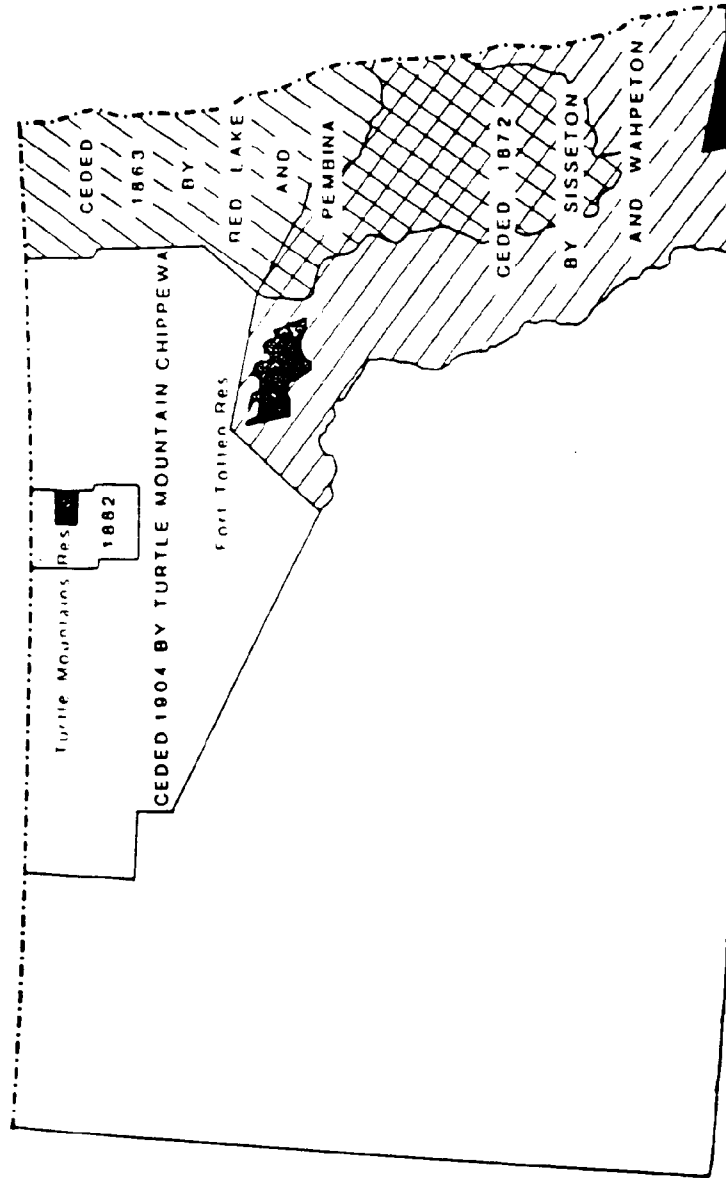 CEDED
1863
BY
RED LAKE
AND
PEMBINA
CEDED 1872
BY SISSETON
AND WAHPETON
CEDED 1904 BY TURTLE MOUNTAIN CHIPPEWA
Turtle Mountains Res
1882
Fort Totten Res